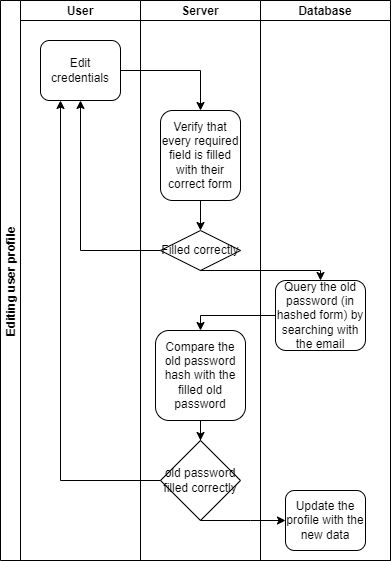 User
Server
Database
Editing user profile
Edit
credentials
Verify that
every required
field is filled
with their
correct form
Filled correctly
Query the old
password (in
hashed form) by
searching with
the email
Compare the
old password
hash with the
filled old
password
old password
filled correctly
Update the
profile with the
new data